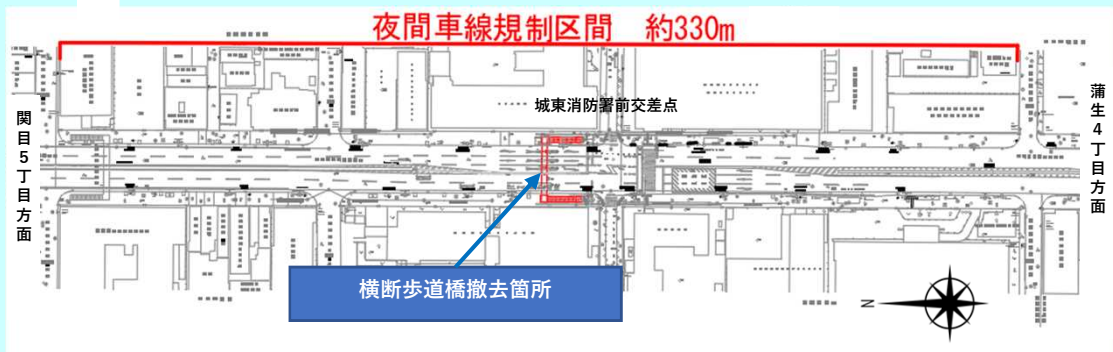 夜間車線規制区間　約330m
城東消防署前交差点
関目5丁目方面
蒲生4丁目方面
横断歩道橋撤去箇所
N